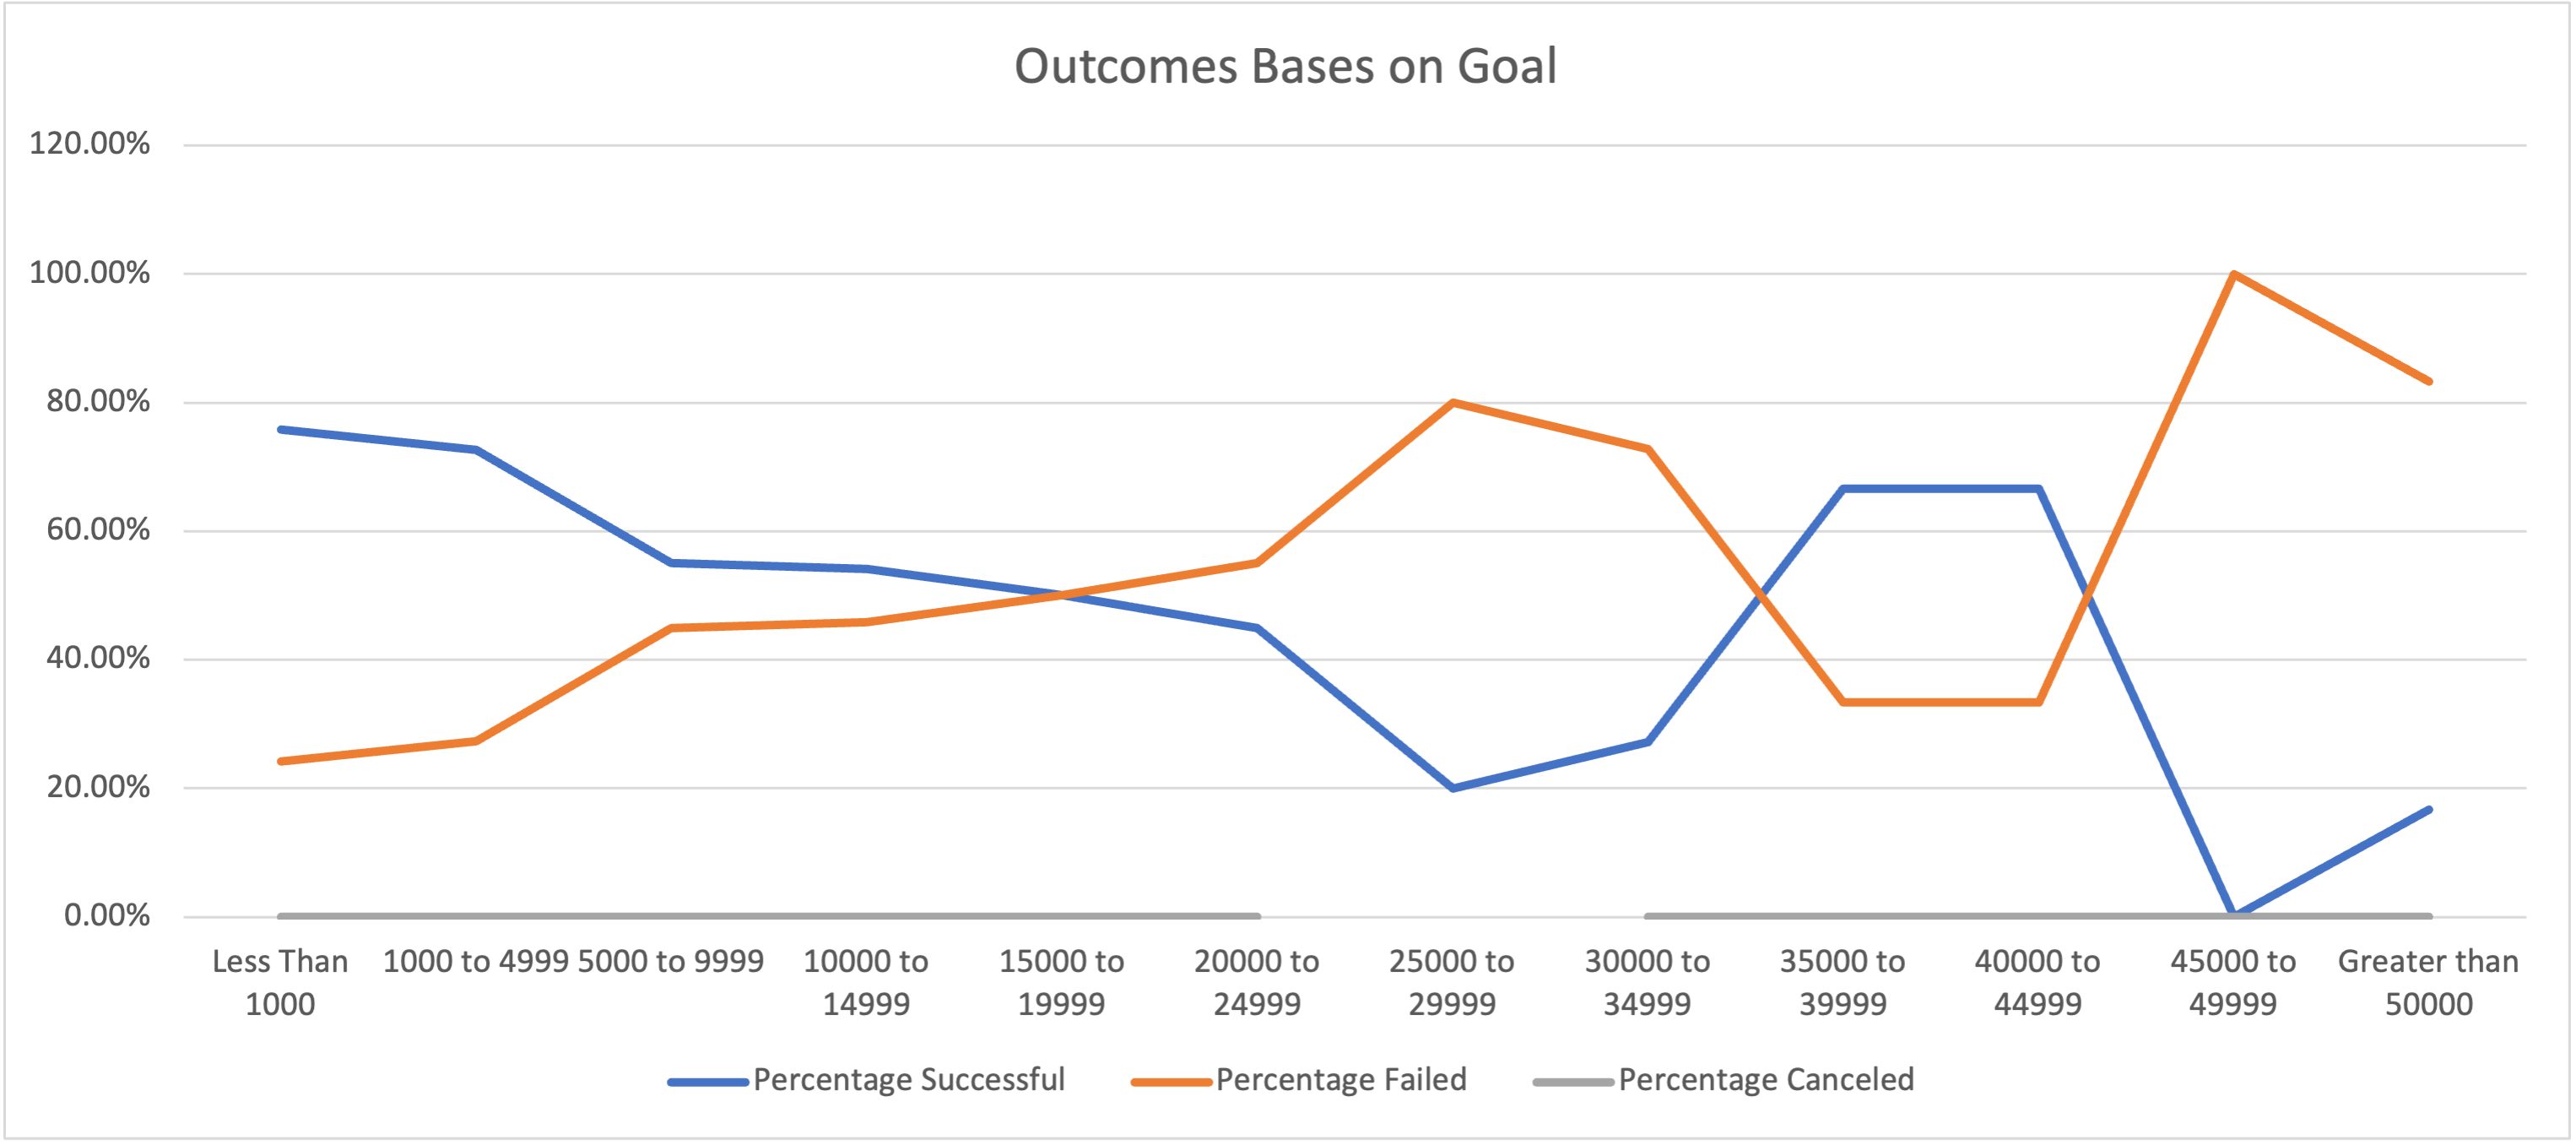 Outcomes Bases on Goal
120.00%
100.00%
80.00%
60.00%
40.00%
20.00%
0.00%
Less Than
1000
1000 to 4999
5000 to 9999
10000 to
14999
15000 to
19999
20000 to
24999
25000 to
29999
30000 to
34999
35000 to
39999
40000 to
44999
45000 to
49999
Greater than
50000
Percentage Successful
Percentage Failed
Percentage Canceled